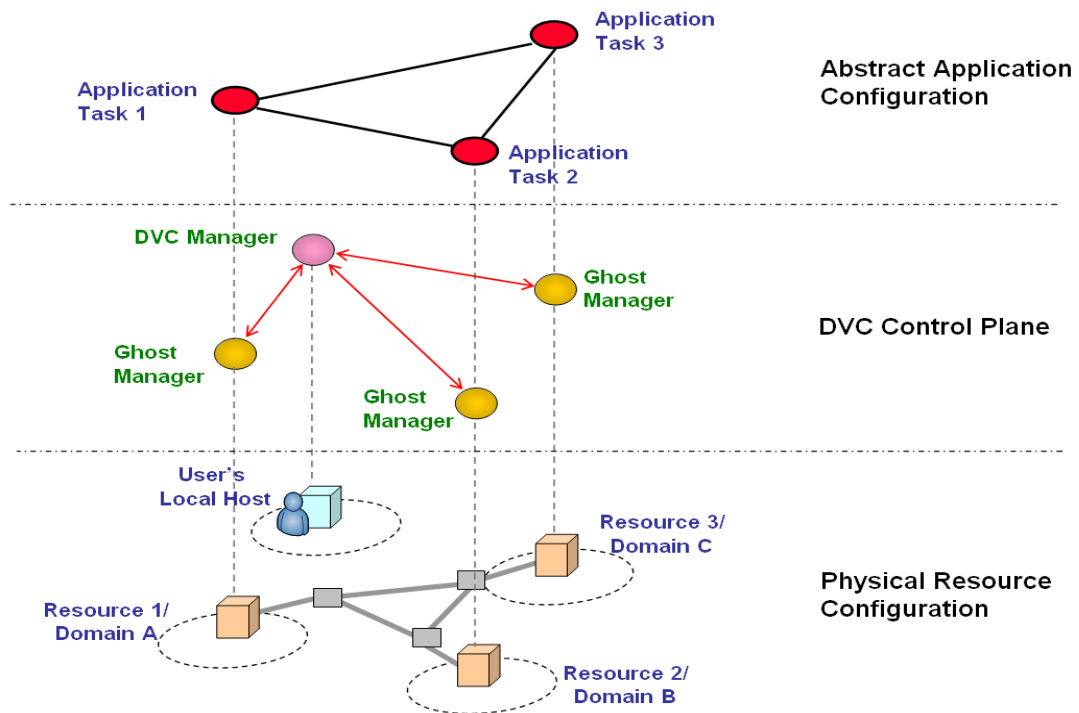 Application
Task 3
Application
Task 1
Abstract Application
Configuration
Application
Task 2
DVC Manager
Ghost
Manager
DVC Control Plane
Ghost
Manager
Ghost
Manager
User's
Local Host
Resource 3/
Domain C
Resource 1/
Domain A
Physical Resource
Configuration
Resource 2/
Domain B